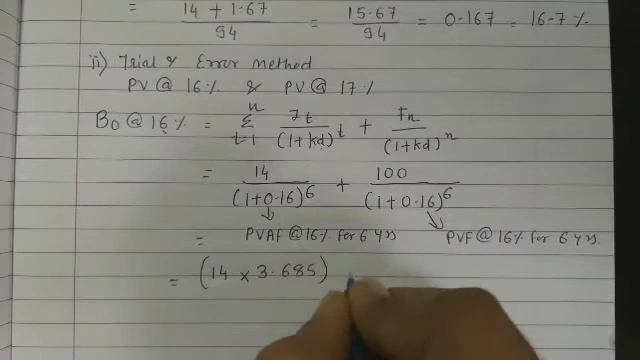 = 14 + 1.67 / 94 = 15.67 / 94 = 0.167 = 16.7 %
ii) Trial & Error method
PV @ 16 % & PV @ 17 %
B0 @ 16 % = n Σ t=1 It / (1+kd)^t + Fn / (1+kd)^n
= 14 / (1+0.16)^6 + 100 / (1+0.16)^6
= PVAF @ 16% for 6 yrs PVF @ 16% for 6 yrs.
= (14 × 3.685)